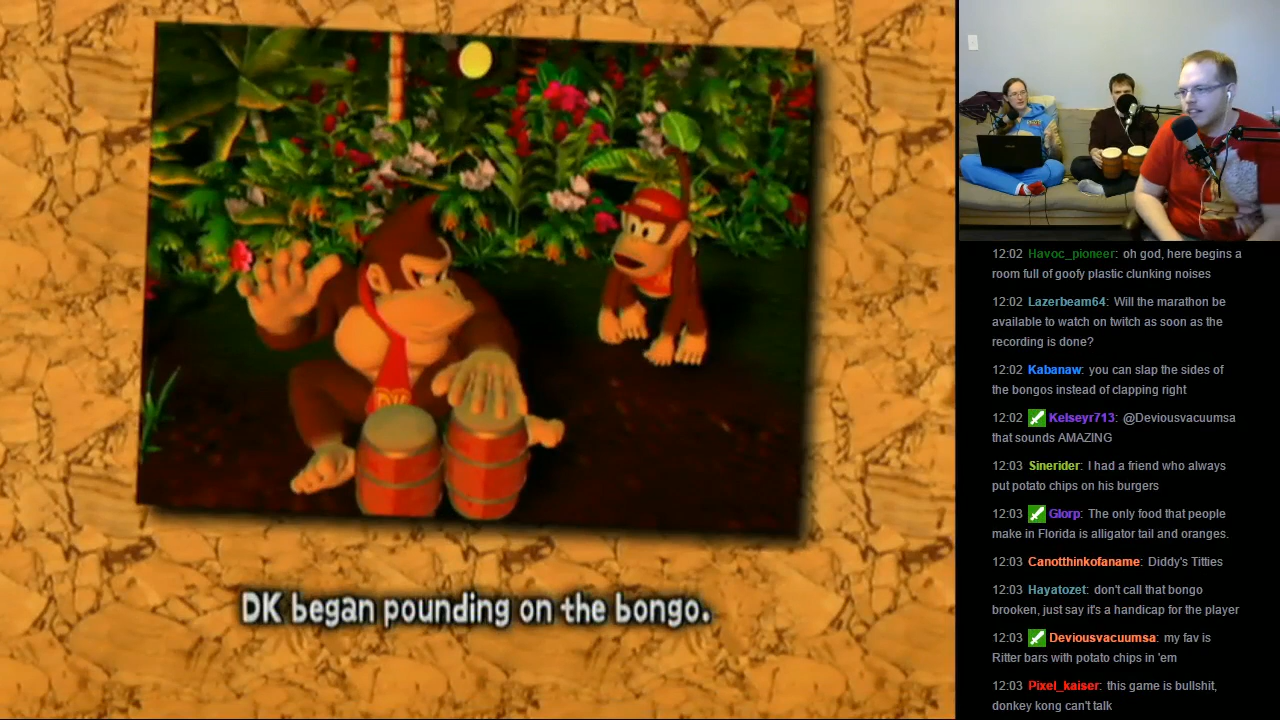 DK began pounding on the bongo.
12:02 Havoc_pioneer: oh god, here begins a
room full of goofy plastic clunking noises
12:02 Lazerbeam64: Will the marathon be
available to watch on twitch as soon as the
recording is done?
12:02 Kabanaw: you can slap the sides of
the bongos instead of clapping right
12:02 Kelseyr713: @Deviousvacuumsa
that sounds AMAZING
12:03 Sinerider: I had a friend who always
put potato chips on his burgers
12:03 Glorp: The only food that people
make in Florida is alligator tail and oranges.
12:03 Canotthinkofaname: Diddy's Titties
12:03 Hayatozet: don't call that bongo
brooken, just say it's a handicap for the player
12:03 Deviousvacuumsa: my fav is
Ritter bars with potato chips in 'em
12:03 Pixel_kaiser: this game is bullshit,
donkey kong can't talk